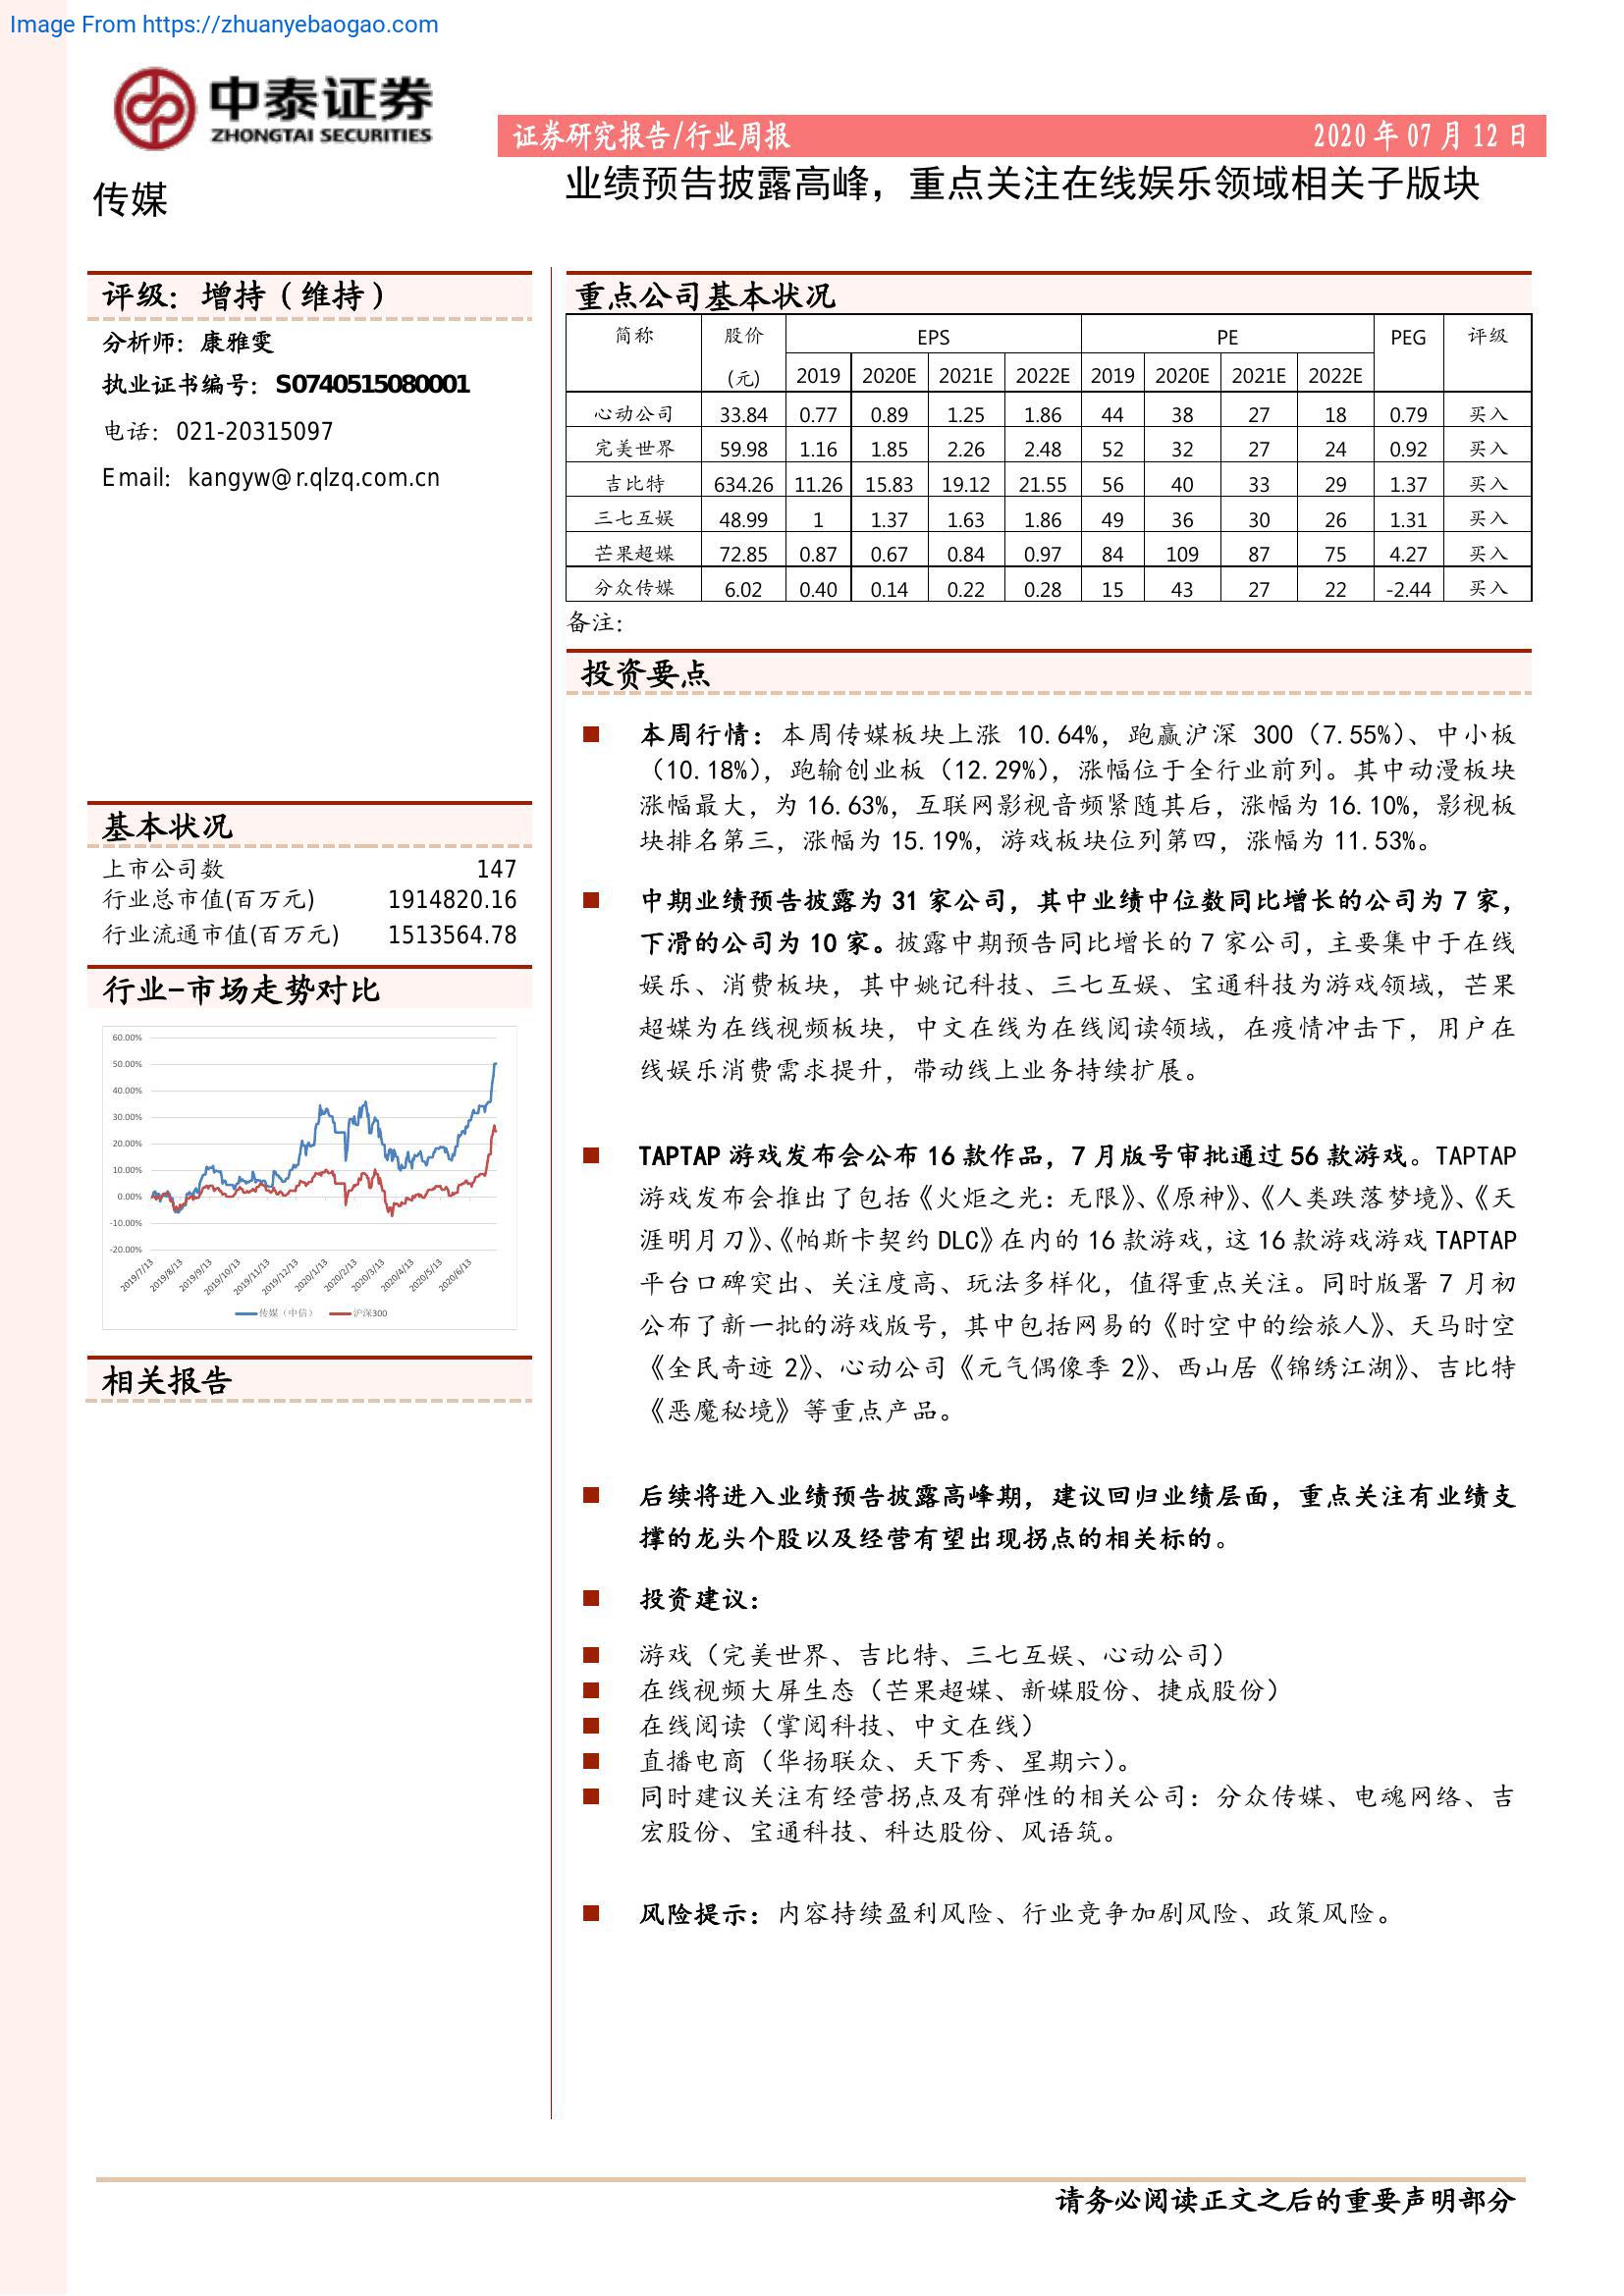 Image From https://zhuanyebaogao.com
中泰证券
ZHONGTAI SECURITIES
证券研究报告/行业周报 2020 年 07 月 12 日
传媒
业绩预告披露高峰，重点关注在线娱乐领域相关子版块
评级：增持（维持）
分析师：康雅雯
执业证书编号：S0740515080001
电话：021-20315097
Email：kangyw@r.qlzq.com.cn
基本状况
上市公司数 147
行业总市值(百万元) 1914820.16
行业流通市值(百万元) 1513564.78
行业-市场走势对比
60.00%
50.00%
40.00%
30.00%
20.00%
10.00%
0.00%
-10.00%
-20.00%
2019/7/13 2019/8/13 2019/9/13 2019/10/13 2019/11/13 2019/12/13 2020/1/13 2020/2/13 2020/3/13 2020/4/13 2020/5/13 2020/6/13
传媒（中信） 沪深300
相关报告
重点公司基本状况
简称 股价 EPS PE PEG 评级
(元) 2019 2020E 2021E 2022E 2019 2020E 2021E 2022E
心动公司 33.84 0.77 0.89 1.25 1.86 44 38 27 18 0.79 买入
完美世界 59.98 1.16 1.85 2.26 2.48 52 32 27 24 0.92 买入
吉比特 634.26 11.26 15.83 19.12 21.55 56 40 33 29 1.37 买入
三七互娱 48.99 1 1.37 1.63 1.86 49 36 30 26 1.31 买入
芒果超媒 72.85 0.87 0.67 0.84 0.97 84 109 87 75 4.27 买入
分众传媒 6.02 0.40 0.14 0.22 0.28 15 43 27 22 -2.44 买入
备注：
投资要点
本周行情：本周传媒板块上涨 10.64%，跑赢沪深 300（7.55%）、中小板
（10.18%），跑输创业板（12.29%），涨幅位于全行业前列。其中动漫板块
涨幅最大，为 16.63%，互联网影视音频紧随其后，涨幅为 16.10%，影视板
块排名第三，涨幅为 15.19%，游戏板块位列第四，涨幅为 11.53%。
中期业绩预告披露为 31 家公司，其中业绩中位数同比增长的公司为 7 家，
下滑的公司为 10 家。披露中期预告同比增长的 7 家公司，主要集中于在线
娱乐、消费板块，其中姚记科技、三七互娱、宝通科技为游戏领域，芒果
超媒为在线视频板块，中文在线为在线阅读领域，在疫情冲击下，用户在
线娱乐消费需求提升，带动线上业务持续扩展。
TAPTAP 游戏发布会公布 16 款作品，7 月版号审批通过 56 款游戏。TAPTAP
游戏发布会推出了包括《火炬之光：无限》、《原神》、《人类跌落梦境》、《天
涯明月刀》、《帕斯卡契约 DLC》在内的 16 款游戏，这 16 款游戏游戏 TAPTAP
平台口碑突出、关注度高、玩法多样化，值得重点关注。同时版署 7 月初
公布了新一批的游戏版号，其中包括网易的《时空中的绘旅人》、天马时空
《全民奇迹 2》、心动公司《元气偶像季 2》、西山居《锦绣江湖》、吉比特
《恶魔秘境》等重点产品。
后续将进入业绩预告披露高峰期，建议回归业绩层面，重点关注有业绩支
撑的龙头个股以及经营有望出现拐点的相关标的。
投资建议：
游戏（完美世界、吉比特、三七互娱、心动公司）
在线视频大屏生态（芒果超媒、新媒股份、捷成股份）
在线阅读（掌阅科技、中文在线）
直播电商（华扬联众、天下秀、星期六）。
同时建议关注有经营拐点及有弹性的相关公司：分众传媒、电魂网络、吉
宏股份、宝通科技、科达股份、风语筑。
风险提示：内容持续盈利风险、行业竞争加剧风险、政策风险。
请务必阅读正文之后的重要声明部分